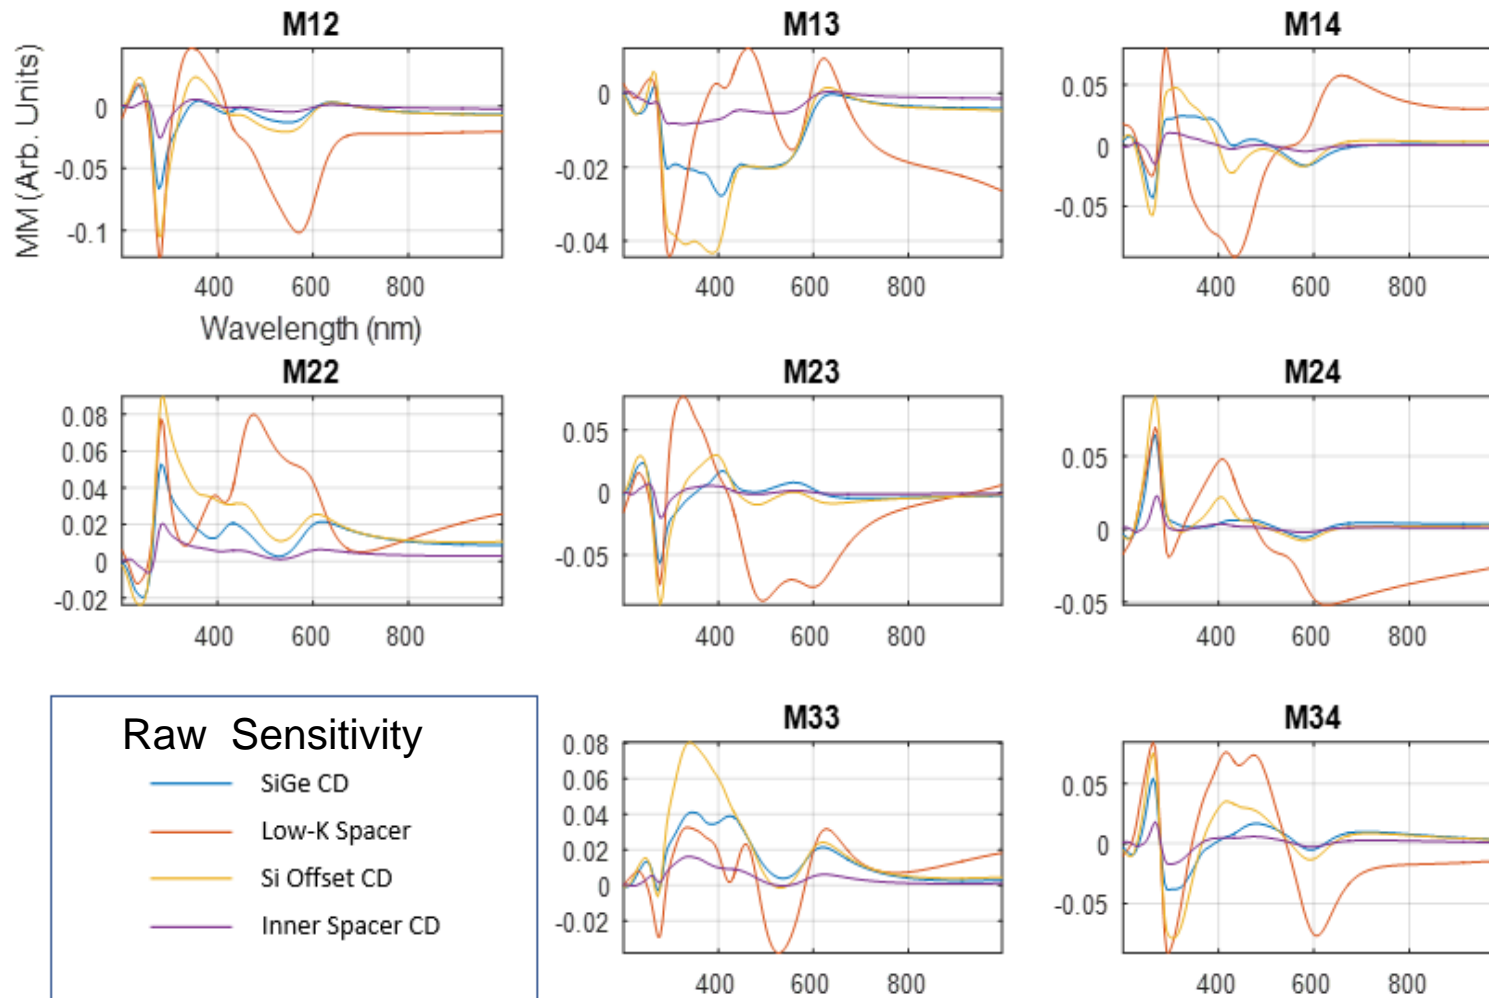 M12
M13
M14
MM (Arb. Units)
0
-0.05
-0.1
400 600 800
Wavelength (nm)
0
-0.02
-0.04
400 600 800
0.05
0
-0.05
400 600 800
M22
M23
M24
0.08
0.06
0.04
0.02
0
-0.02
400 600 800
0.05
0
-0.05
400 600 800
0.05
0
-0.05
400 600 800
Raw Sensitivity
SiGe CD
Low-K Spacer
Si Offset CD
Inner Spacer CD
M33
M34
0.08
0.06
0.04
0.02
0
-0.02
400 600 800
0.05
0
-0.05
400 600 800